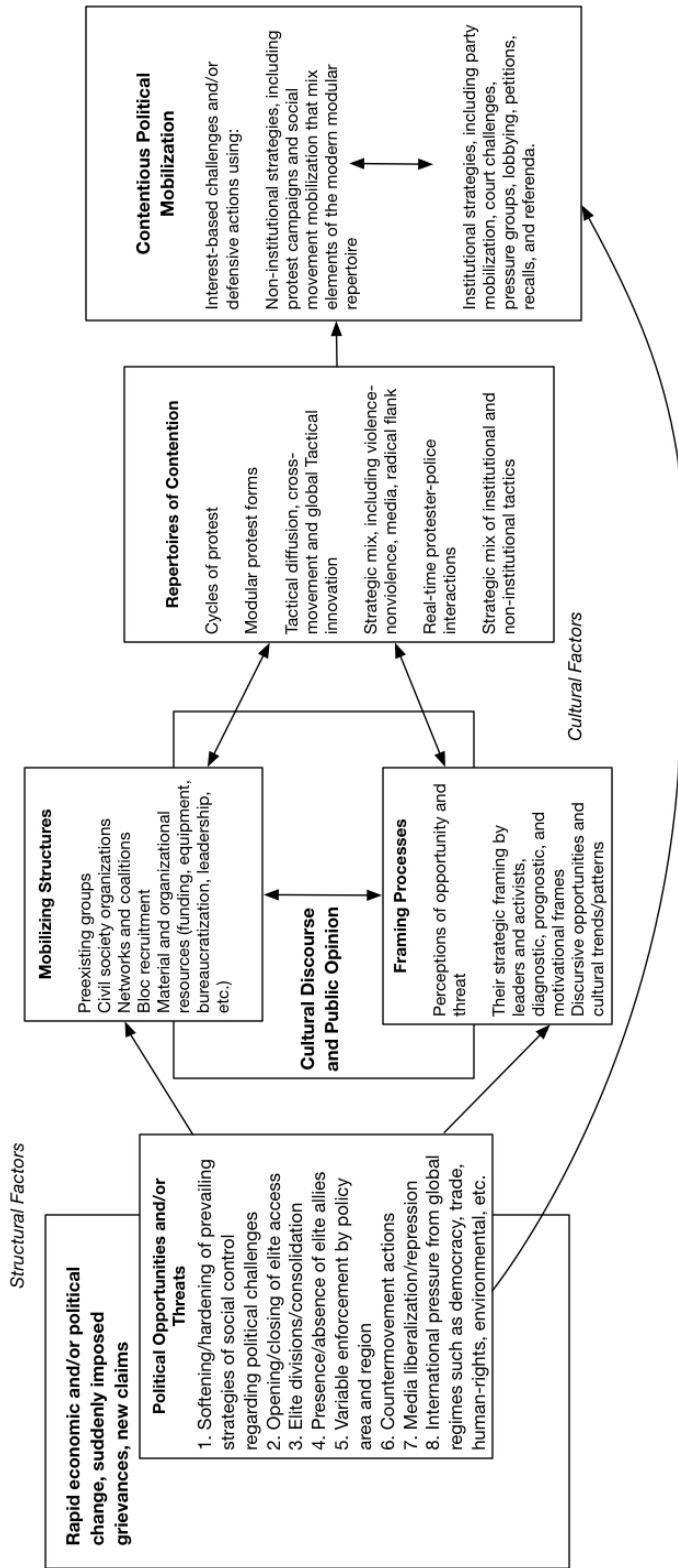 Structural Factors
Rapid economic and/or political
change, suddenly imposed
grievances, new claims
Political Opportunities and/or
Threats
1. Softening/hardening of prevailing
strategies of social control
regarding political challenges
2. Opening/closing of elite access
3. Elite divisions/consolidation
4. Presence/absence of elite allies
5. Variable enforcement by policy
area and region
6. Countermovement actions
7. Media liberalization/repression
8. International pressure from global
regimes such as democracy, trade,
human-rights, environmental, etc.
Mobilizing Structures
Preexisting groups
Civil society organizations
Networks and coalitions
Bloc recruitment
Material and organizational
resources (funding, equipment,
bureaucratization, leadership,
etc.)
Cultural Discourse
and Public Opinion
Framing Processes
Perceptions of opportunity and
threat
Their strategic framing by
leaders and activists,
diagnostic, prognostic, and
motivational frames
Discursive opportunities and
cultural trends/patterns
Cultural Factors
Repertoires of Contention
Cycles of protest
Modular protest forms
Tactical diffusion, cross-
movement and global Tactical
innovation
Strategic mix, including violence-
nonviolence, media, radical flank
Real-time protester-police
interactions
Strategic mix of institutional and
non-institutional tactics
Contentious Political
Mobilization
Interest-based challenges and/or
defensive actions using:
Non-institutional strategies, including
protest campaigns and social
movement mobilization that mix
elements of the modern modular
repertoire
Institutional strategies, including party
mobilization, court challenges,
pressure groups, lobbying, petitions,
recalls, and referenda.